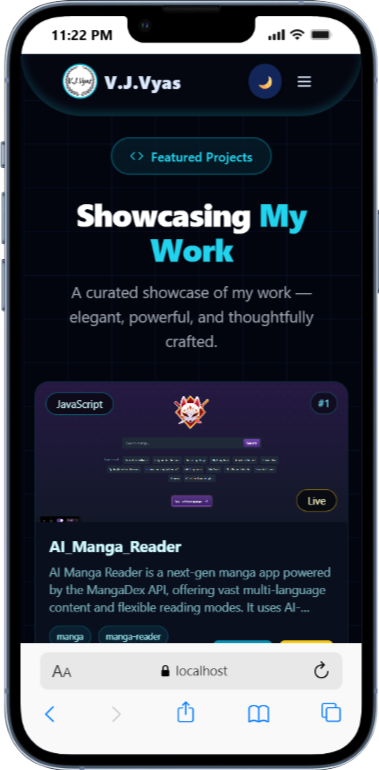 11:22 PM
V.J.Vyas
V.J.Vyas
Featured Projects
Showcasing My
Work
A curated showcase of my work —
elegant, powerful, and thoughtfully
crafted.
JavaScript
#1
Live
AI_Manga_Reader
AI Manga Reader is a next-gen manga app powered
by the MangaDex API, offering vast multi-language
content and flexible reading modes. It uses AI-...
manga
manga-reader
AA
localhost